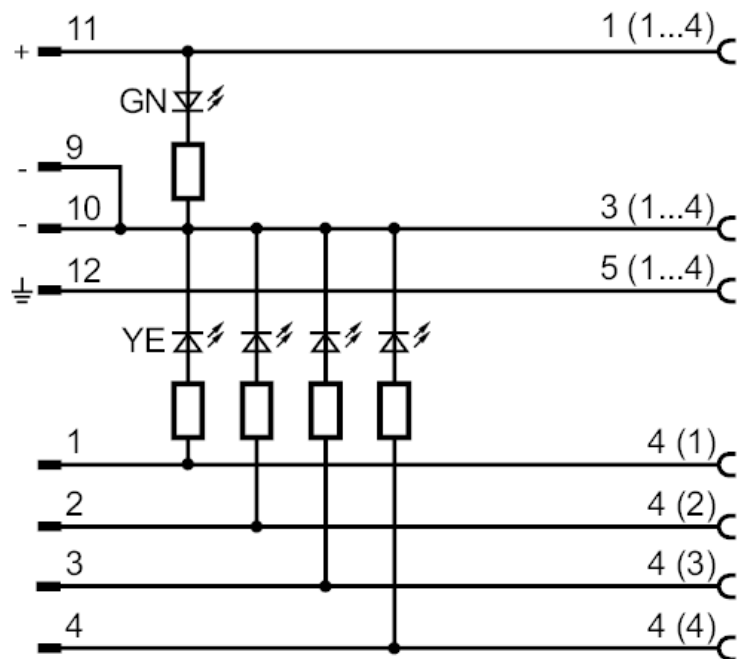 11 1 (1...4)
+
GN
9
-
10 3 (1...4)
-
12 5 (1...4)
YE
1 4 (1)
2 4 (2)
3 4 (3)
4 4 (4)